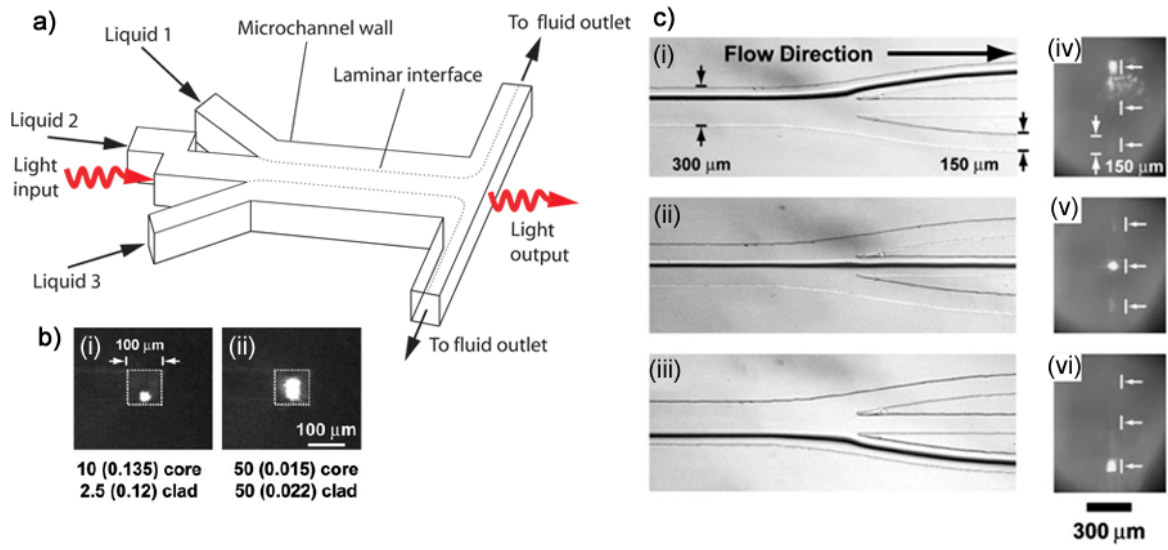 a)
Liquid 1
Microchannel wall
To fluid outlet
Laminar interface
Liquid 2
Light
input
Light
output
Liquid 3
To fluid outlet
b)
(i)
100 μm
(ii)
100 μm
10 (0.135) core
2.5 (0.12) clad
50 (0.015) core
50 (0.022) clad
c)
(i)
Flow Direction
300 μm
150 μm
(ii)
(iii)
(iv)
150 μm
(v)
(vi)
300 μm